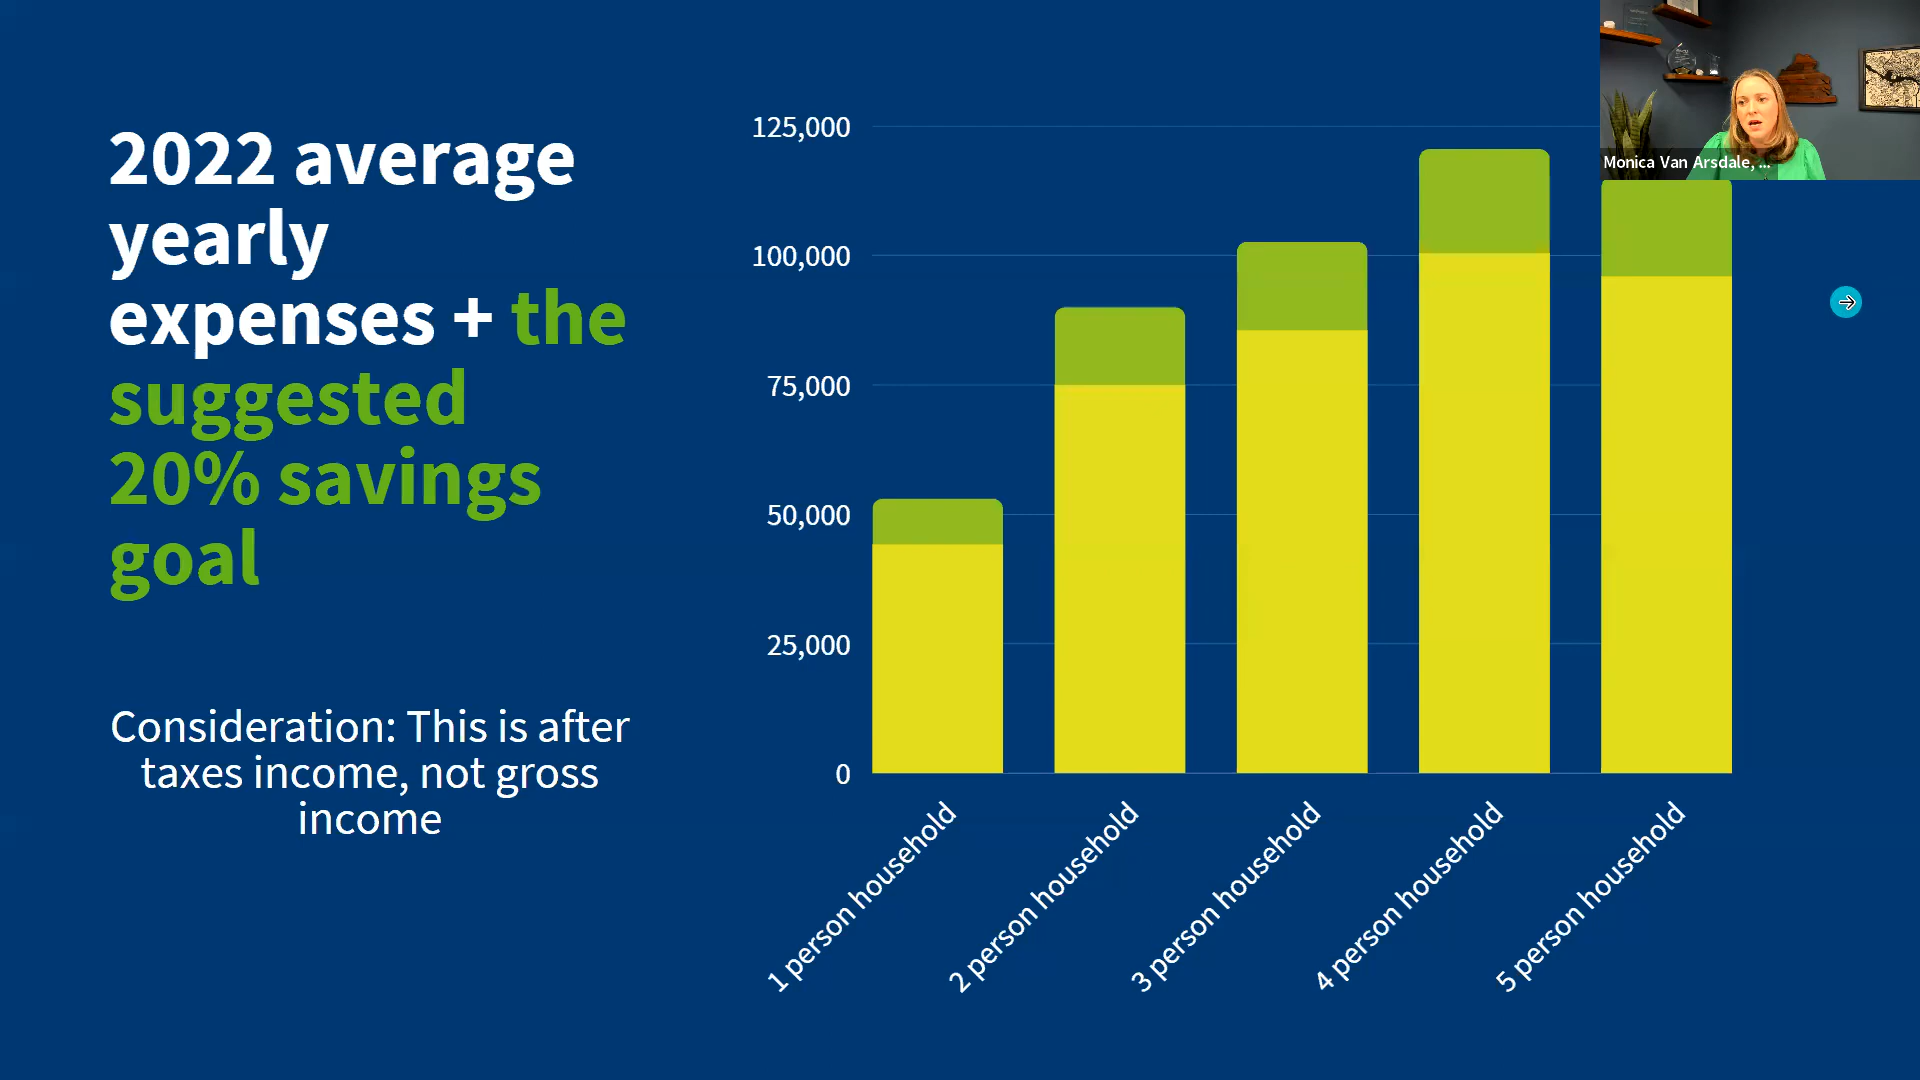 2022 average
yearly
expenses + the
suggested
20% savings
goal
Consideration: This is after
taxes income, not gross
income
125,000
100,000
75,000
50,000
25,000
0
1 person household
2 person household
3 person household
4 person household
5 person household
Monica Van Arsdale, ...